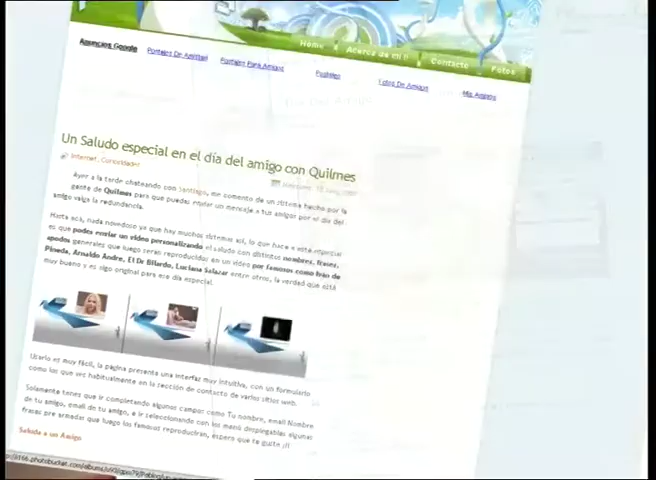 Home Acerca de mi !! Contacto Fotos
Anuncios Google Postales De Amistad Postales Para Amigos Postales Fotos De Amigos Mis Amigos
Un Saludo especial en el día del amigo con Quilmes
Internet, Curiosidades
Ayer a la tarde chateando con santiago, me comento de un sistema hecho por la
gente de Quilmes para que puedas enviar un mensaje a tus amigos por el día del
amigo valga la redundancia.
Hasta acá, nada novedoso ya que hay muchos sistemas así, lo que hace a este especial
es que podes enviar un video personalizando el saludo con distintos nombres, frases,
apodos generales que luego serán reproducidos en un video por famosos como Iván de
Pineda, Arnaldo Andre, El Dr Bilardo, Luciana Salazar entre otros, la verdad que está
muy bueno y es algo original para ese día especial.
Usarlo es muy fácil, la página presenta una interfaz muy intuitiva, con un formulario
como los que ves habitualmente en la sección de contacto de varios sitios web.
Solamente tenes que ir completando algunos campos como Tu nombre, email Nombre
de tu amigo, email de tu amigo, e ir seleccionando con los menú desplegables algunas
frases pre armadas que luego los famosos reproducirán, espero que te guste ;)!
Saluda a un Amigo